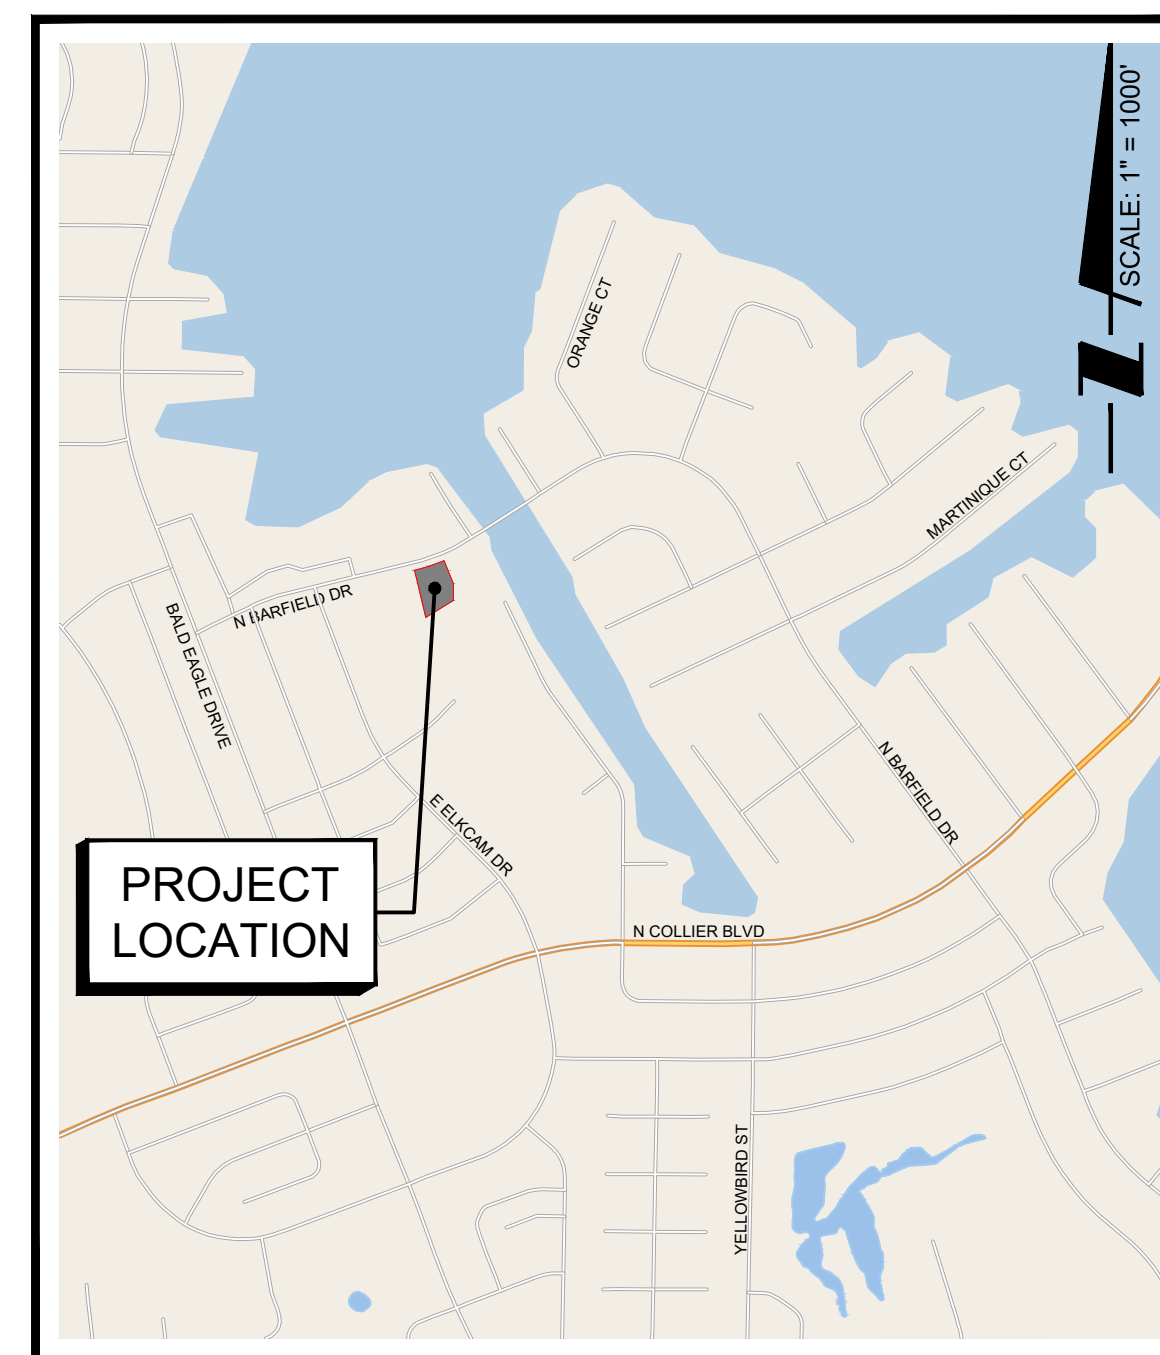 SCALE: 1" = 1000'
N
ORANGE CT
MARTINIQUE CT
N BARFIELD DR
BALD EAGLE DRIVE
N BARFIELD DR
E ELKCAM DR
PROJECT
LOCATION
N COLLIER BLVD
YELLOWBIRD ST